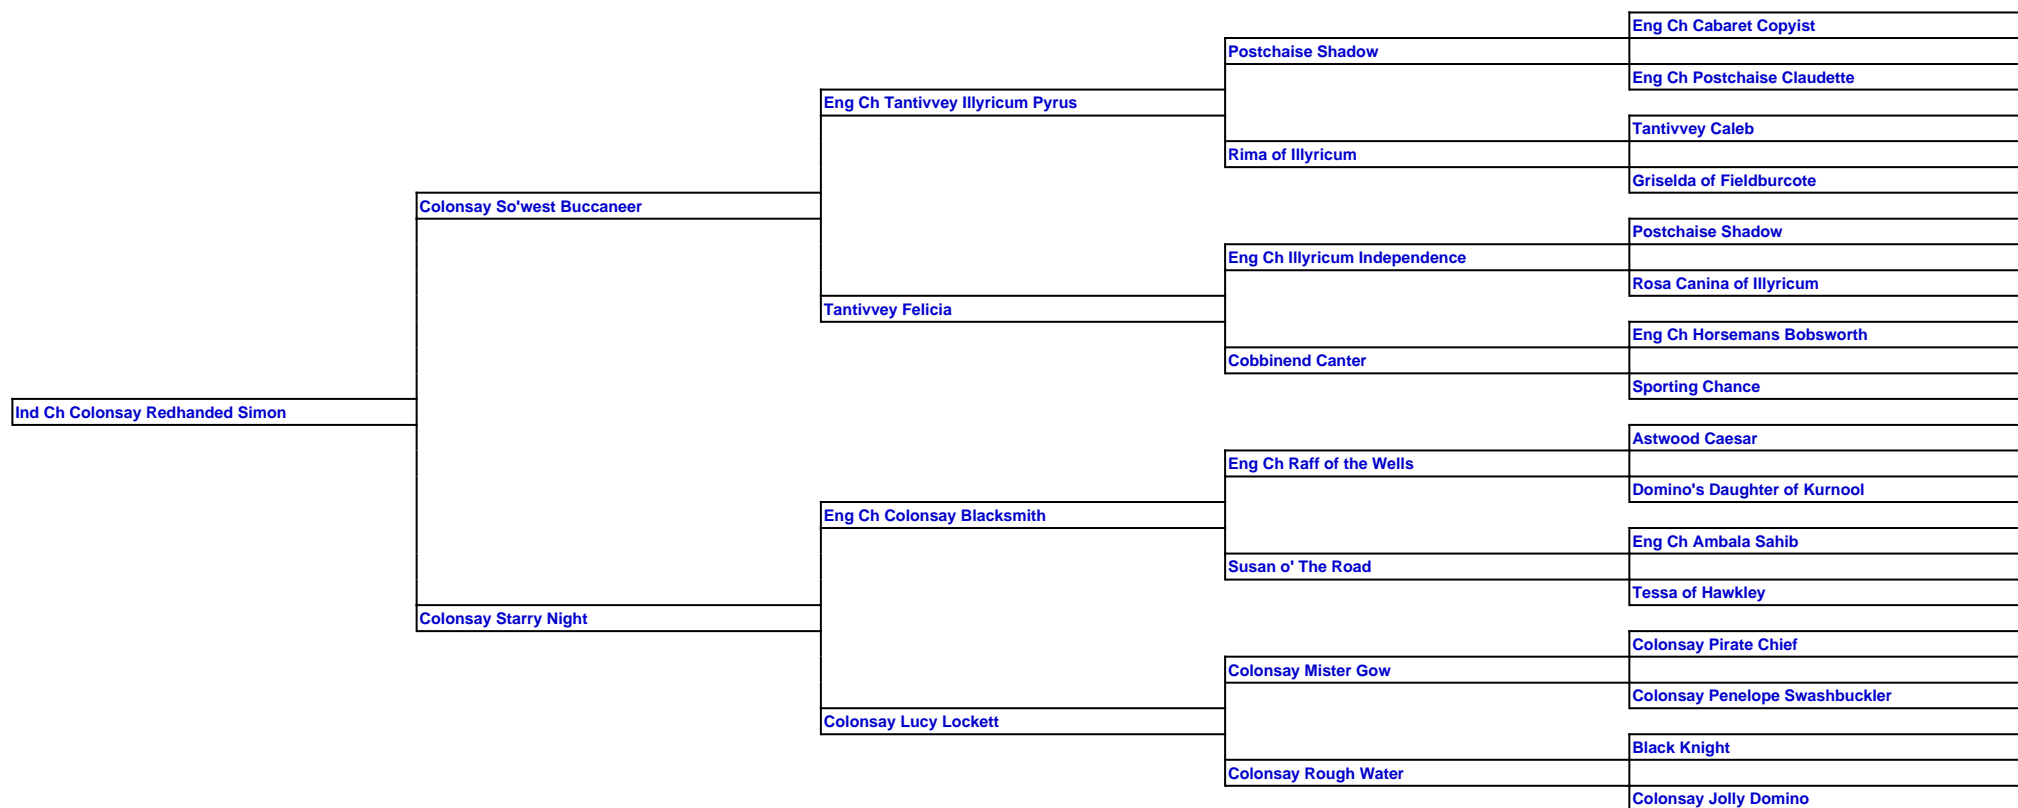 Eng Ch Cabaret Copyist
Postchaise Shadow
Eng Ch Postchaise Claudette
Eng Ch Tantivvey Illyricum Pyrus
Tantivvey Caleb
Rima of Illyricum
Griselda of Fieldburcote
Colonsay So'west Buccaneer
Postchaise Shadow
Eng Ch Illyricum Independence
Rosa Canina of Illyricum
Tantivvey Felicia
Eng Ch Horsemans Bobsworth
Cobbinend Canter
Sporting Chance
Ind Ch Colonsay Redhanded Simon
Astwood Caesar
Eng Ch Raff of the Wells
Domino's Daughter of Kurnool
Eng Ch Colonsay Blacksmith
Eng Ch Ambala Sahib
Susan o' The Road
Tessa of Hawkley
Colonsay Starry Night
Colonsay Pirate Chief
Colonsay Mister Gow
Colonsay Penelope Swashbuckler
Colonsay Lucy Lockett
Black Knight
Colonsay Rough Water
Colonsay Jolly Domino